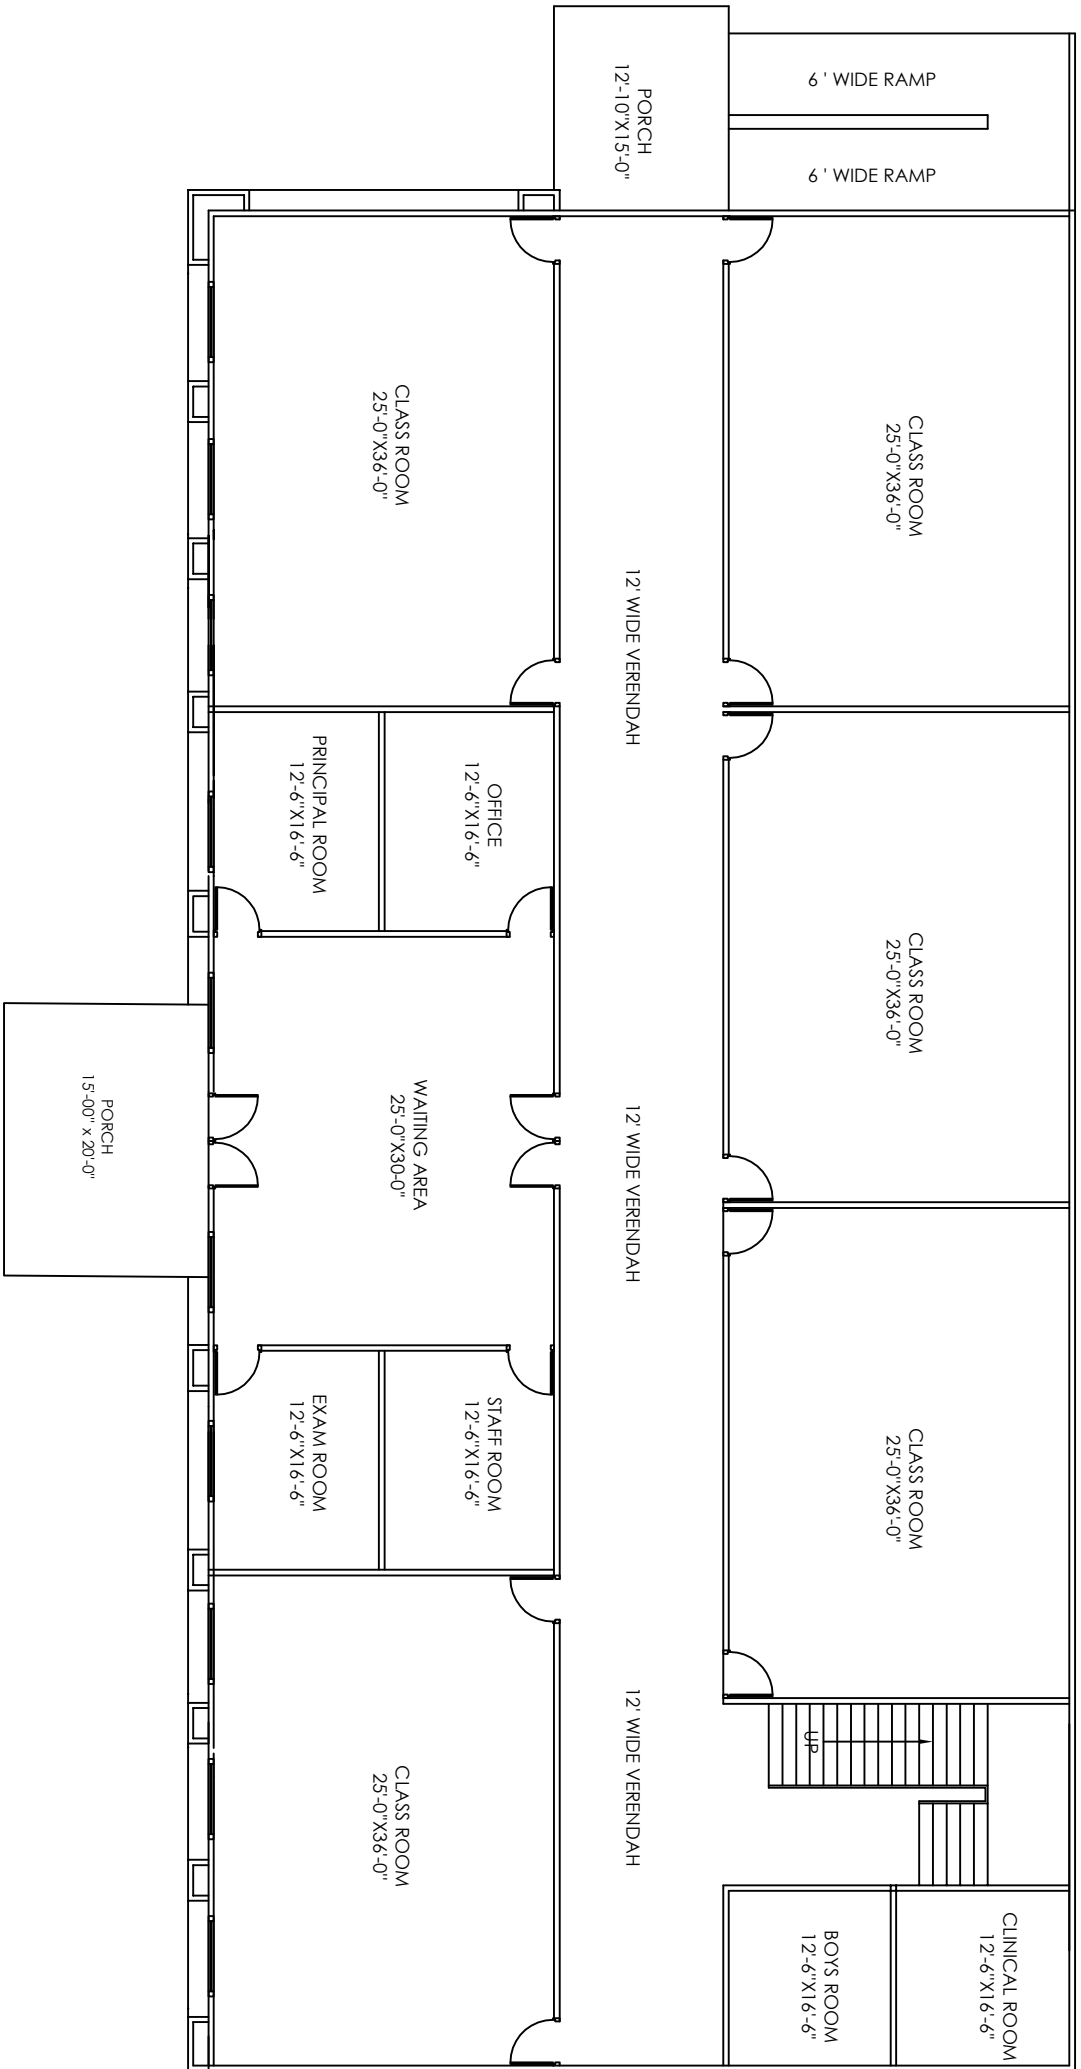 6 ' WIDE RAMP
6 ' WIDE RAMP
PORCH
12'-10"X15'-0"
CLASS ROOM
25'-0"X36'-0"
CLASS ROOM
25'-0"X36'-0"
12' WIDE VERENDAH
OFFICE
12'-6"X16'-6"
PRINCIPAL ROOM
12'-6"X16'-6"
CLASS ROOM
25'-0"X36'-0"
WAITING AREA
25'-0"X30-0"
12' WIDE VERENDAH
PORCH
15'-00" x 20'-0"
STAFF ROOM
12'-6"X16'-6"
EXAM ROOM
12'-6"X16'-6"
CLASS ROOM
25'-0"X36'-0"
UP
12' WIDE VERENDAH
CLASS ROOM
25'-0"X36'-0"
CLINICAL ROOM
12'-6"X16'-6"
BOYS ROOM
12'-6"X16'-6"